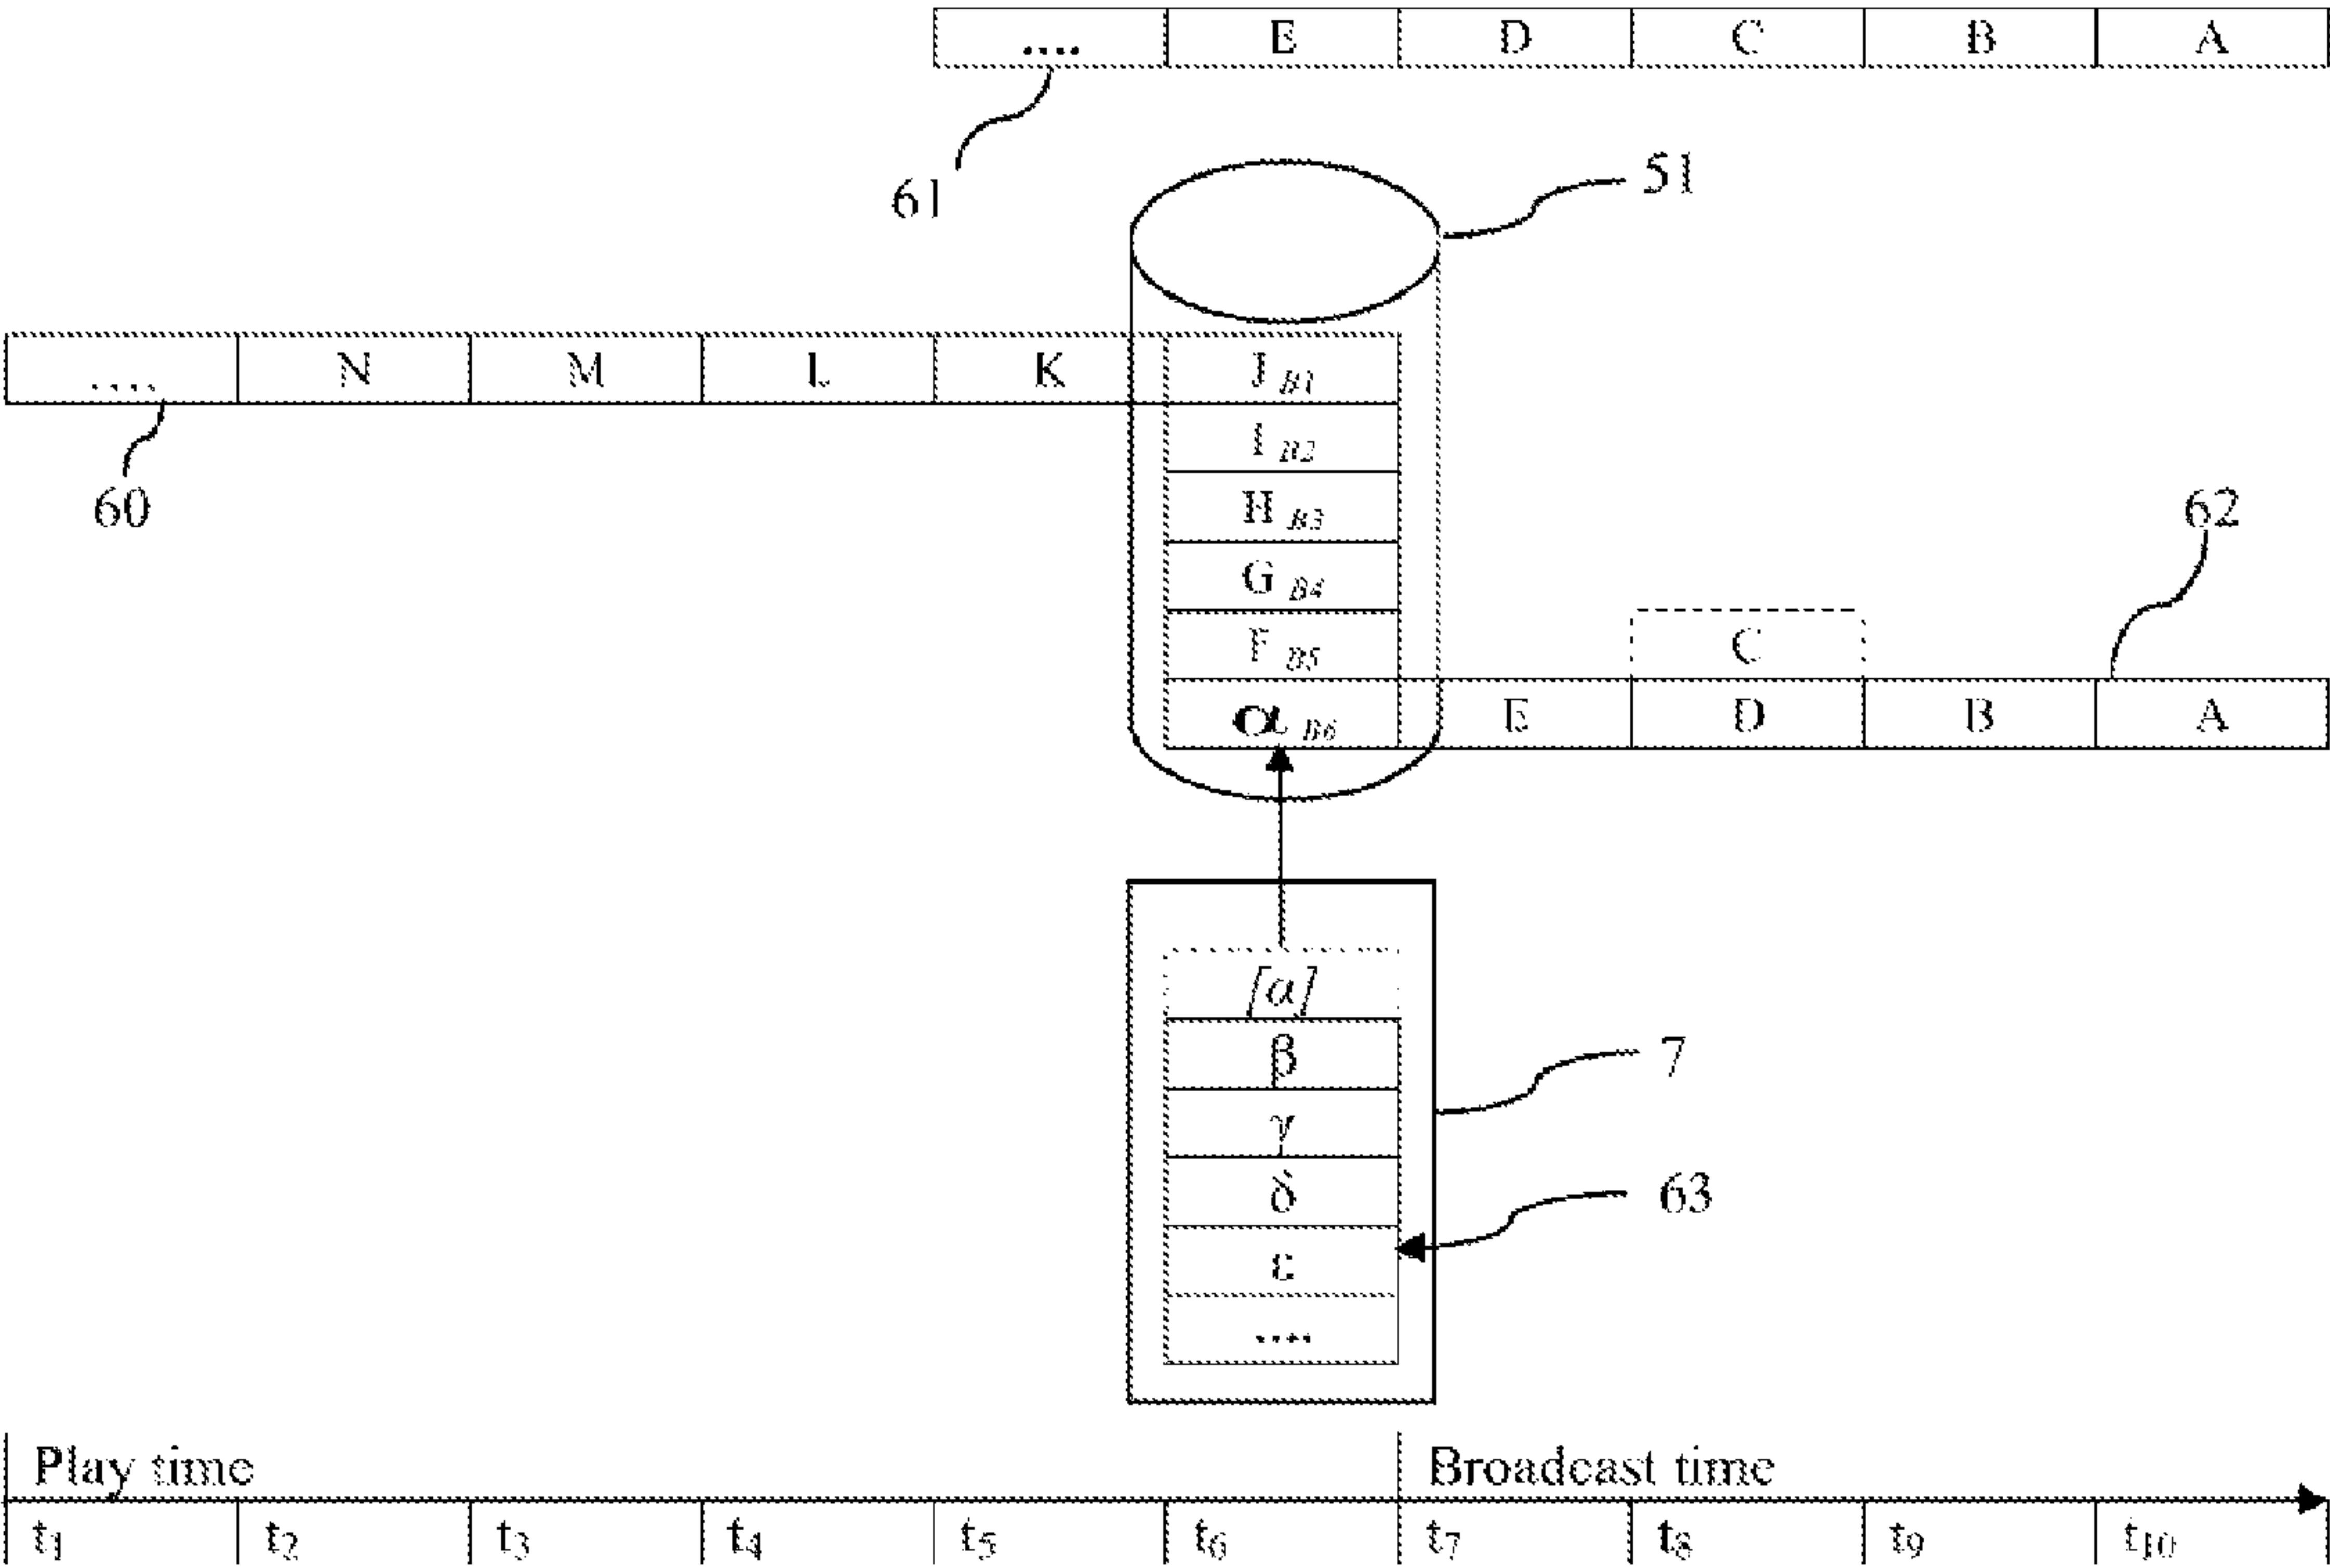 .... E D C B A
61
51
.... N M L K J B1
I B2
60
H B3
62
G B4
F B5 C
α B6 E D B A
[α]
β
7
γ
δ
63
ε
....
Play time Broadcast time
t1 t2 t3 t4 t5 t6 t7 t8 t9 t10